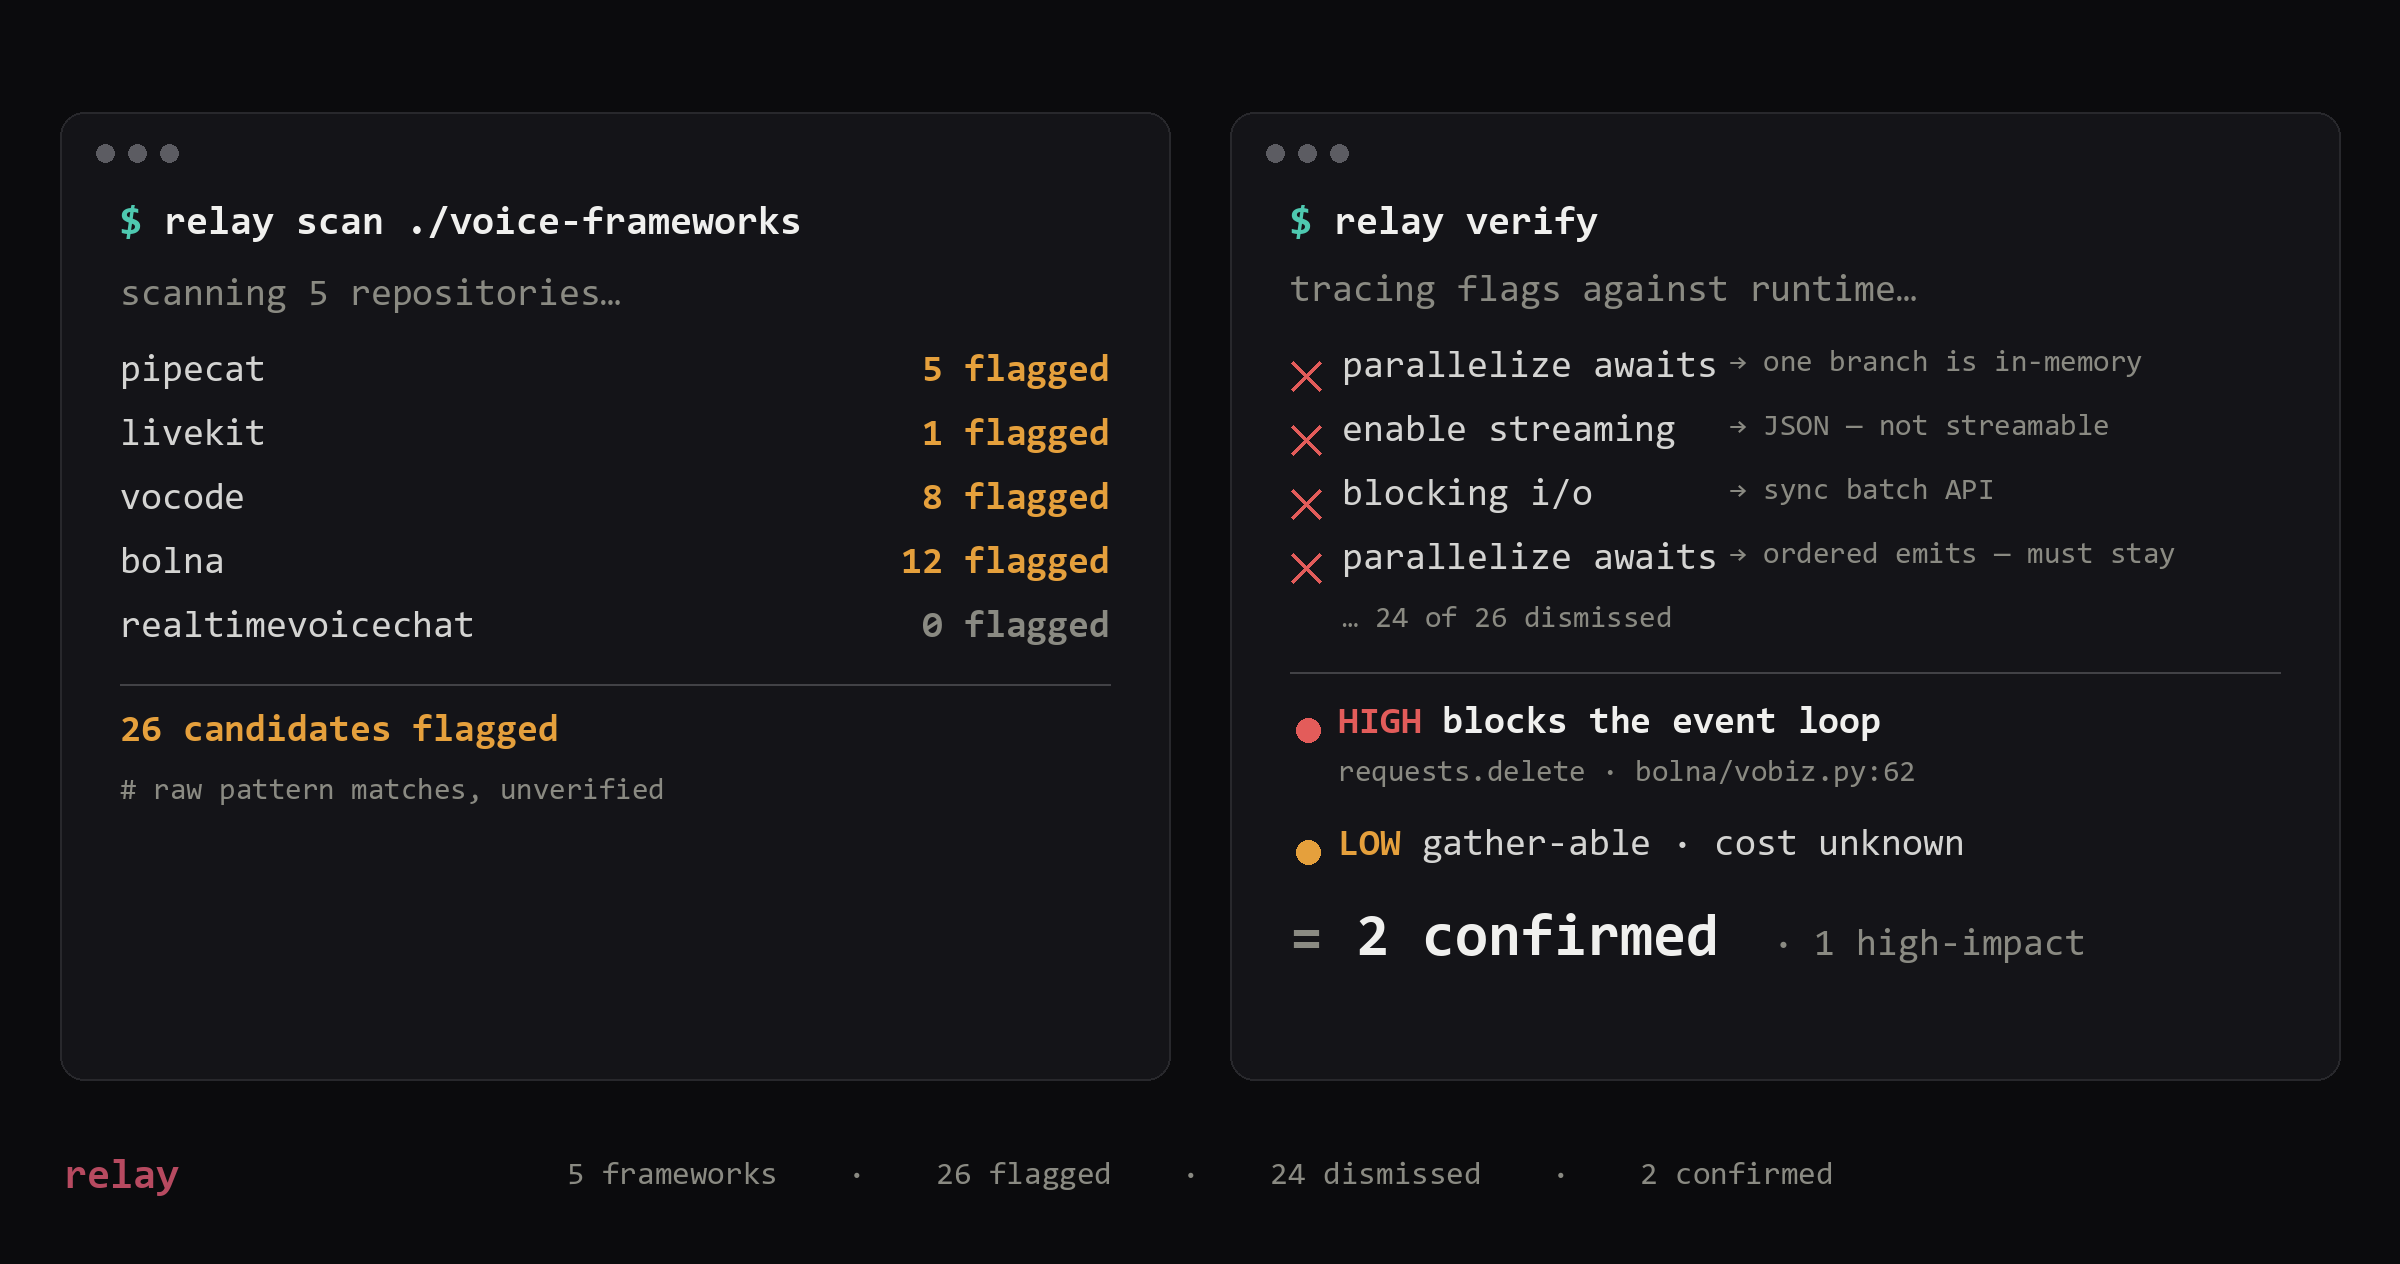 $ relay scan ./voice-frameworks
scanning 5 repositories…
pipecat 5 flagged
livekit 1 flagged
vocode 8 flagged
bolna 12 flagged
realtimevoicechat 0 flagged
26 candidates flagged
# raw pattern matches, unverified
$ relay verify
tracing flags against runtime…
✕ parallelize awaits → one branch is in-memory
✕ enable streaming → JSON — not streamable
✕ blocking i/o → sync batch API
✕ parallelize awaits → ordered emits — must stay
… 24 of 26 dismissed
● HIGH blocks the event loop
requests.delete · bolna/vobiz.py:62
● LOW gather-able · cost unknown
= 2 confirmed · 1 high-impact
relay 5 frameworks · 26 flagged · 24 dismissed · 2 confirmed